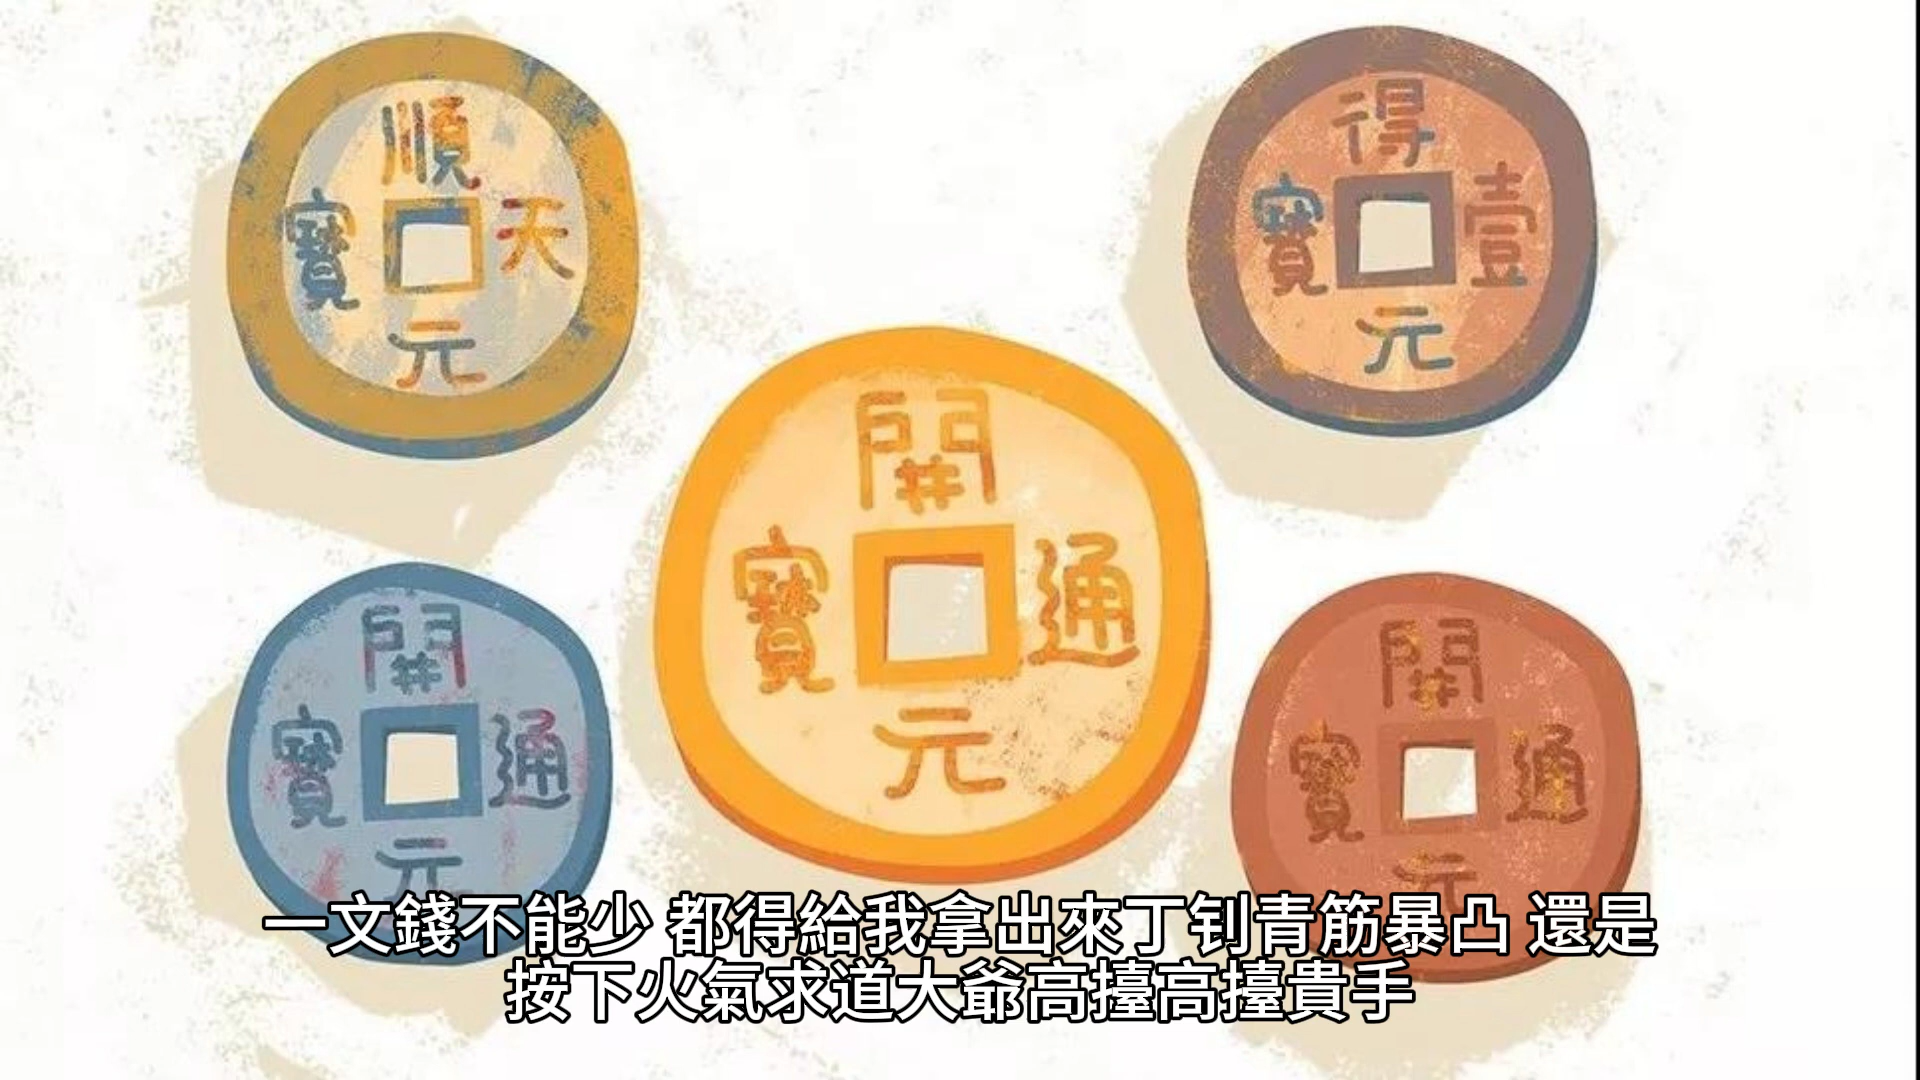 順天元寶
得壹元寶
開通元寶
開通元寶
開通元寶
一文錢不能少 都得給我拿出來丁钊青筋暴凸 還是
按下火氣求道大爺高擡高擡貴手